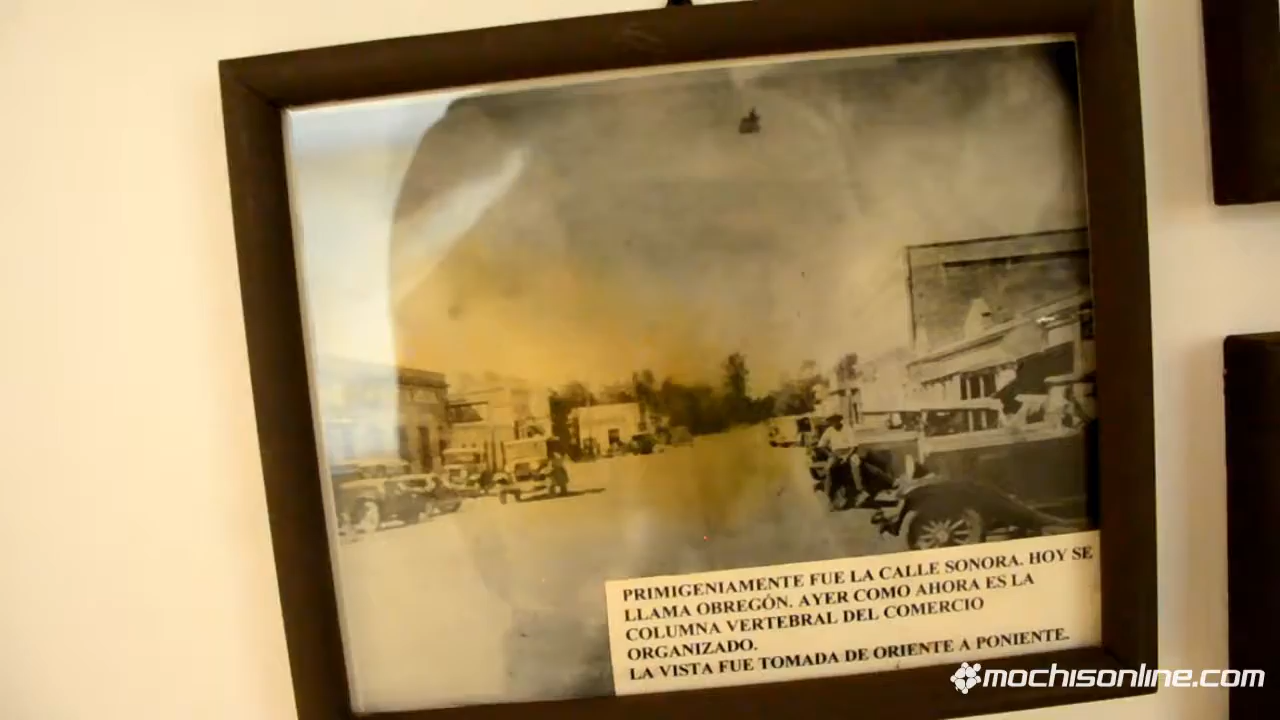 PRIMIGENIAMENTE FUE LA CALLE SONORA. HOY SE
LLAMA OBREGÓN. AYER COMO AHORA ES LA
COLUMNA VERTEBRAL DEL COMERCIO
ORGANIZADO.
LA VISTA FUE TOMADA DE ORIENTE A PONIENTE.
mochisonline.com